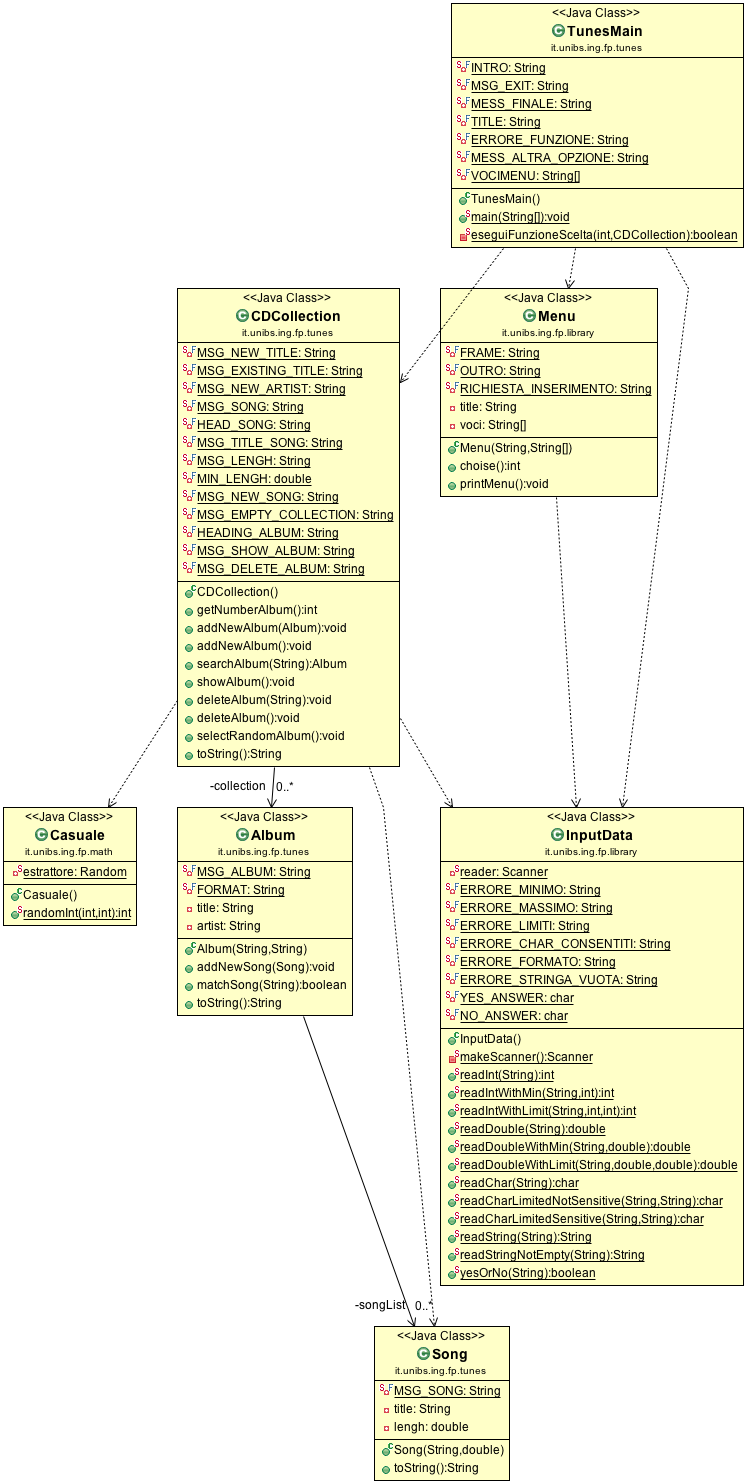 <<Java Class>>
TunesMain
it.unibs.ing.fp.tunes
INTRO: String
MSG_EXIT: String
MESS_FINALE: String
TITLE: String
ERRORE_FUNZIONE: String
MESS_ALTRA_OPZIONE: String
VOCIMENU: String[]
TunesMain()
main(String[]):void
eseguiFunzioneScelta(int,CDCollection):boolean
<<Java Class>>
CDCollection
it.unibs.ing.fp.tunes
MSG_NEW_TITLE: String
MSG_EXISTING_TITLE: String
MSG_NEW_ARTIST: String
MSG_SONG: String
HEAD_SONG: String
MSG_TITLE_SONG: String
MSG_LENGH: String
MIN_LENGH: double
MSG_NEW_SONG: String
MSG_EMPTY_COLLECTION: String
HEADING_ALBUM: String
MSG_SHOW_ALBUM: String
MSG_DELETE_ALBUM: String
CDCollection()
getNumberAlbum():int
addNewAlbum(Album):void
addNewAlbum():void
searchAlbum(String):Album
showAlbum():void
deleteAlbum(String):void
deleteAlbum():void
selectRandomAlbum():void
toString():String
<<Java Class>>
Menu
it.unibs.ing.fp.library
FRAME: String
OUTRO: String
RICHIESTA_INSERIMENTO: String
title: String
voci: String[]
Menu(String,String[])
choise():int
printMenu():void
-collection 0..*
<<Java Class>>
Casuale
it.unibs.ing.fp.math
estrattore: Random
Casuale()
randomInt(int,int):int
<<Java Class>>
Album
it.unibs.ing.fp.tunes
MSG_ALBUM: String
FORMAT: String
title: String
artist: String
Album(String,String)
addNewSong(Song):void
matchSong(String):boolean
toString():String
<<Java Class>>
InputData
it.unibs.ing.fp.library
reader: Scanner
ERRORE_MINIMO: String
ERRORE_MASSIMO: String
ERRORE_LIMITI: String
ERRORE_CHAR_CONSENTITI: String
ERRORE_FORMATO: String
ERRORE_STRINGA_VUOTA: String
YES_ANSWER: char
NO_ANSWER: char
InputData()
makeScanner():Scanner
readInt(String):int
readIntWithMin(String,int):int
readIntWithLimit(String,int,int):int
readDouble(String):double
readDoubleWithMin(String,double):double
readDoubleWithLimit(String,double,double):double
readChar(String):char
readCharLimitedNotSensitive(String,String):char
readCharLimitedSensitive(String,String):char
readString(String):String
readStringNotEmpty(String):String
yesOrNo(String):boolean
-songList 0..*
<<Java Class>>
Song
it.unibs.ing.fp.tunes
MSG_SONG: String
title: String
lengh: double
Song(String,double)
toString():String